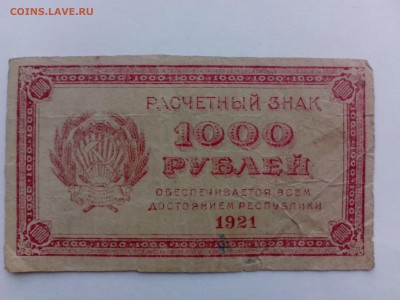 COINS.LAVE.RU
РАСЧЕТНЫЙ ЗНАК
1000
РУБЛЕЙ
ОБЕСПЕЧИВАЕТСЯ ВСЕМ
ДОСТОЯНИЕМ РЕСПУБЛИКИ
1921